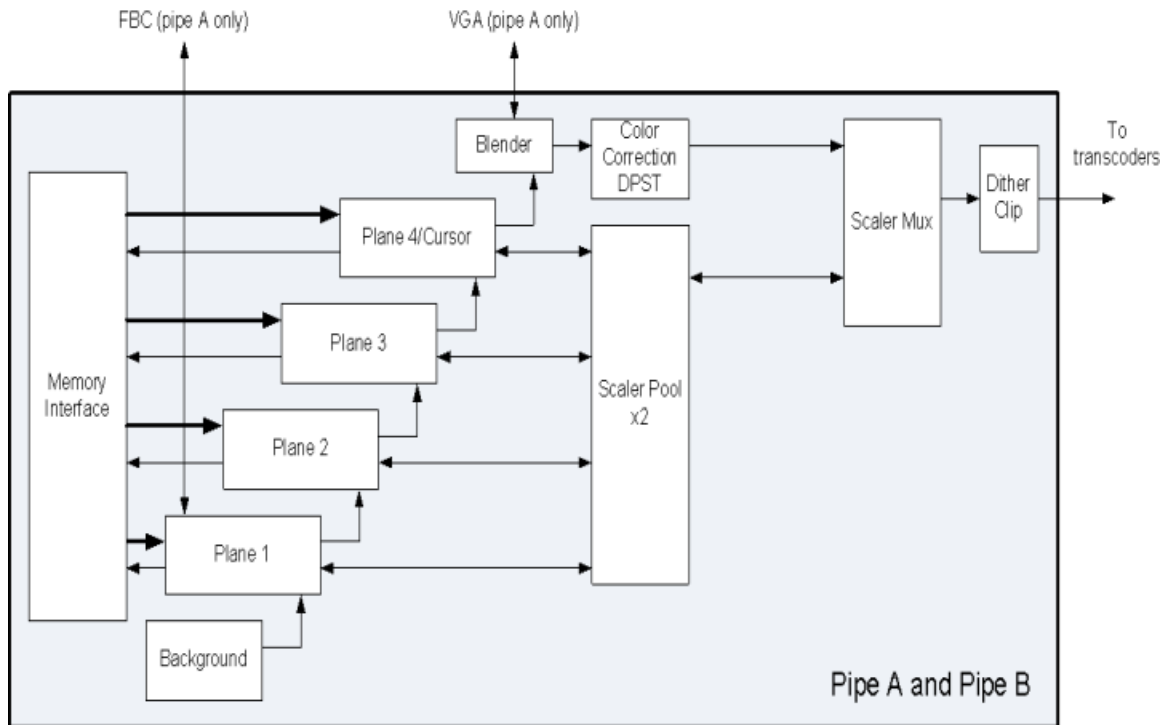 FBC (pipe A only)
VGA (pipe A only)
Blender
Color
Correction
DPST
To
transcoders
Dither
Clip
Scaler Mux
Plane 4/Cursor
Plane 3
Memory
Interface
Scaler Pool
x2
Plane 2
Plane 1
Background
Pipe A and Pipe B